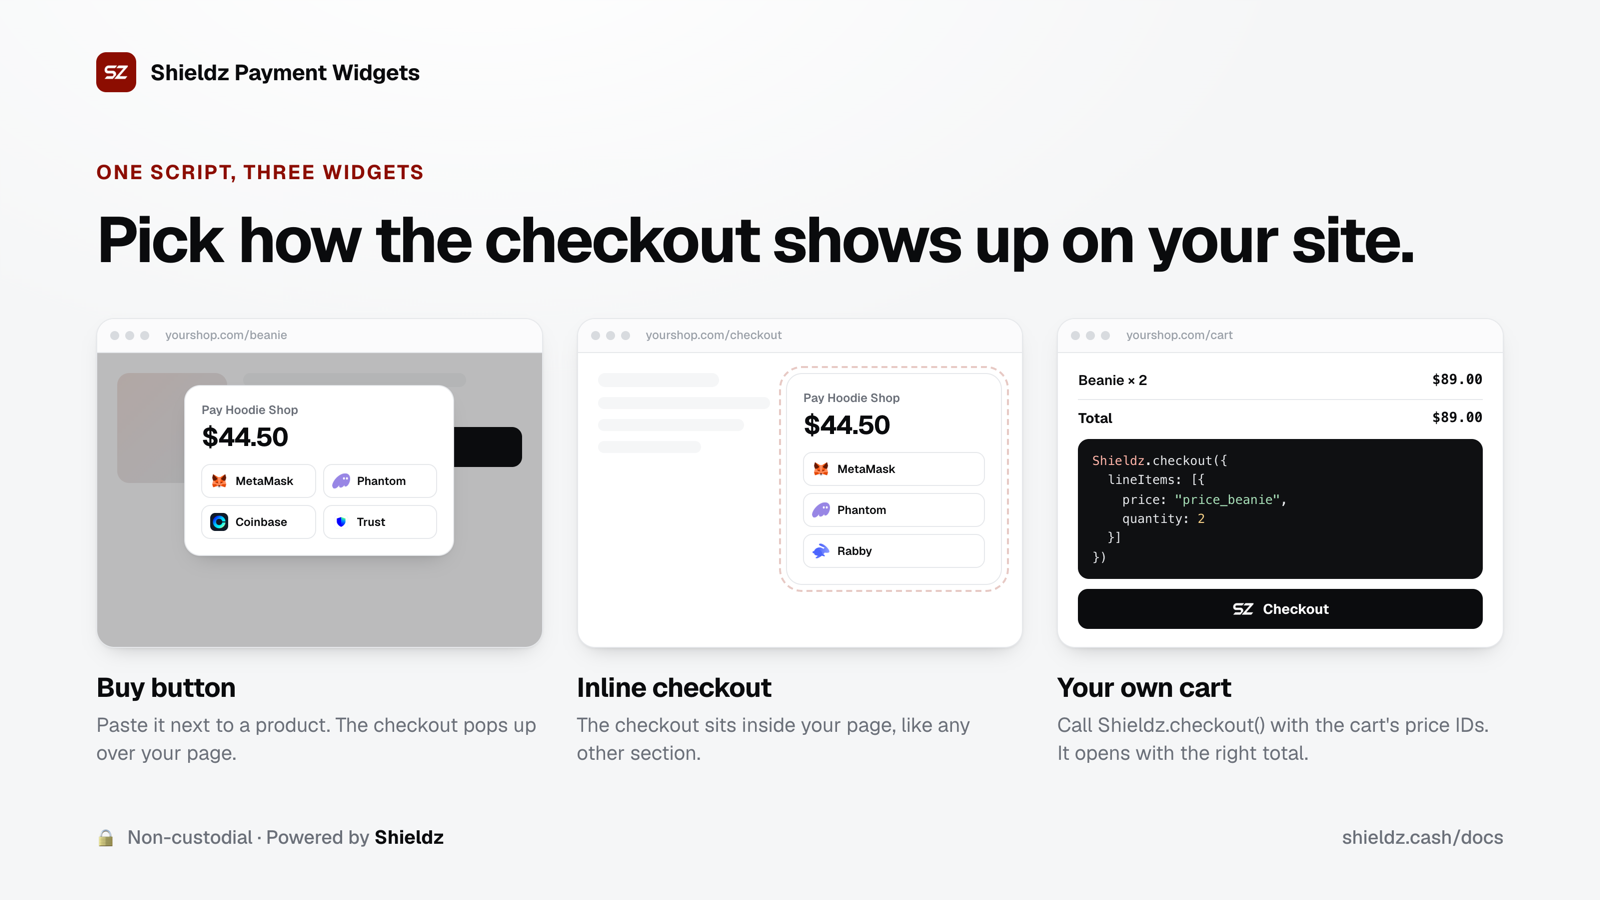 SZ Shieldz Payment Widgets
ONE SCRIPT, THREE WIDGETS
Pick how the checkout shows up on your site.
yourshop.com/beanie
Pay Hoodie Shop
$44.50
MetaMask
Phantom
Coinbase
Trust
Buy button
Paste it next to a product. The checkout pops up
over your page.
yourshop.com/checkout
Pay Hoodie Shop
$44.50
MetaMask
Phantom
Rabby
Inline checkout
The checkout sits inside your page, like any
other section.
yourshop.com/cart
Beanie × 2 $89.00
Total $89.00
Shieldz.checkout({
lineItems: [{
price: "price_beanie",
quantity: 2
}]
})
SZ Checkout
Your own cart
Call Shieldz.checkout() with the cart's price IDs.
It opens with the right total.
Non-custodial · Powered by Shieldz
shieldz.cash/docs